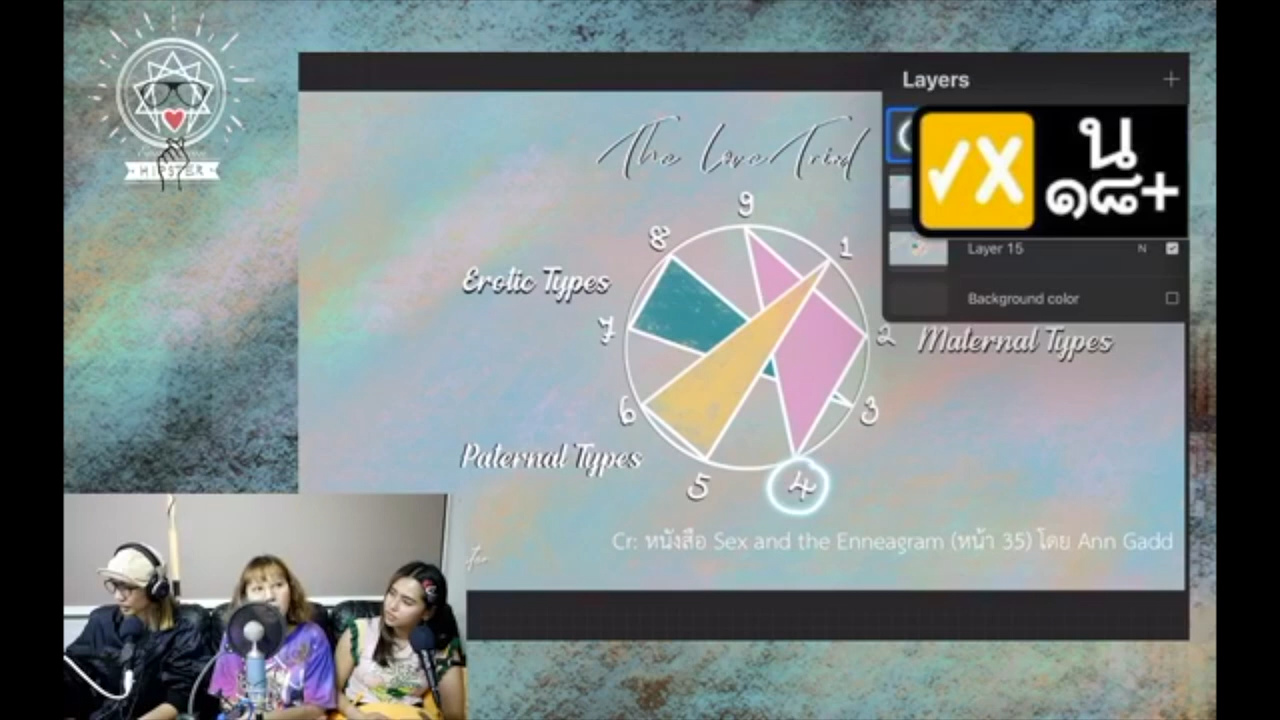 HIPSTER
Layers
The Love Triad
✓X น
๑๘+
Layer 15 N
Background color
9
8
1
Erotic Types
7
2
Maternal Types
6
3
Paternal Types
5
4
Cr: หนังสือ Sex and the Enneagram (หน้า 35) โดย Ann Gadd